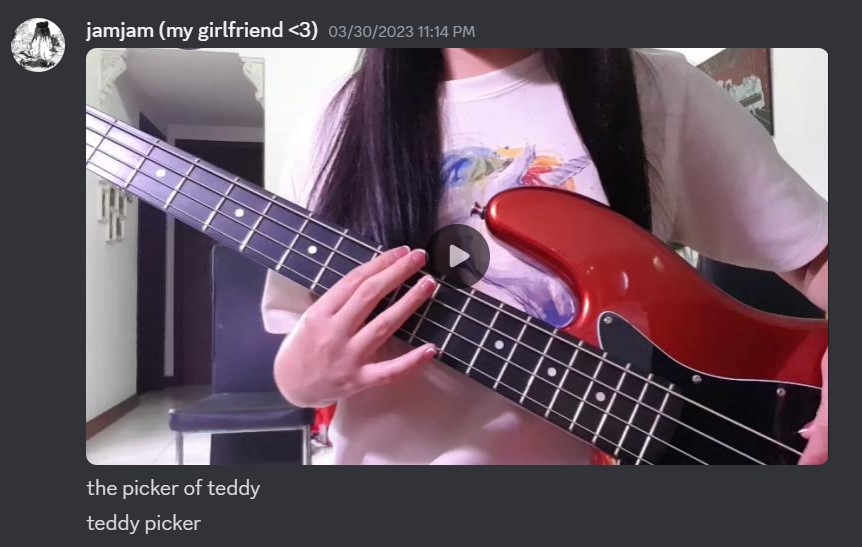 jamjam (my girlfriend <3) 03/30/2023 11:14 PM
the picker of teddy
teddy picker